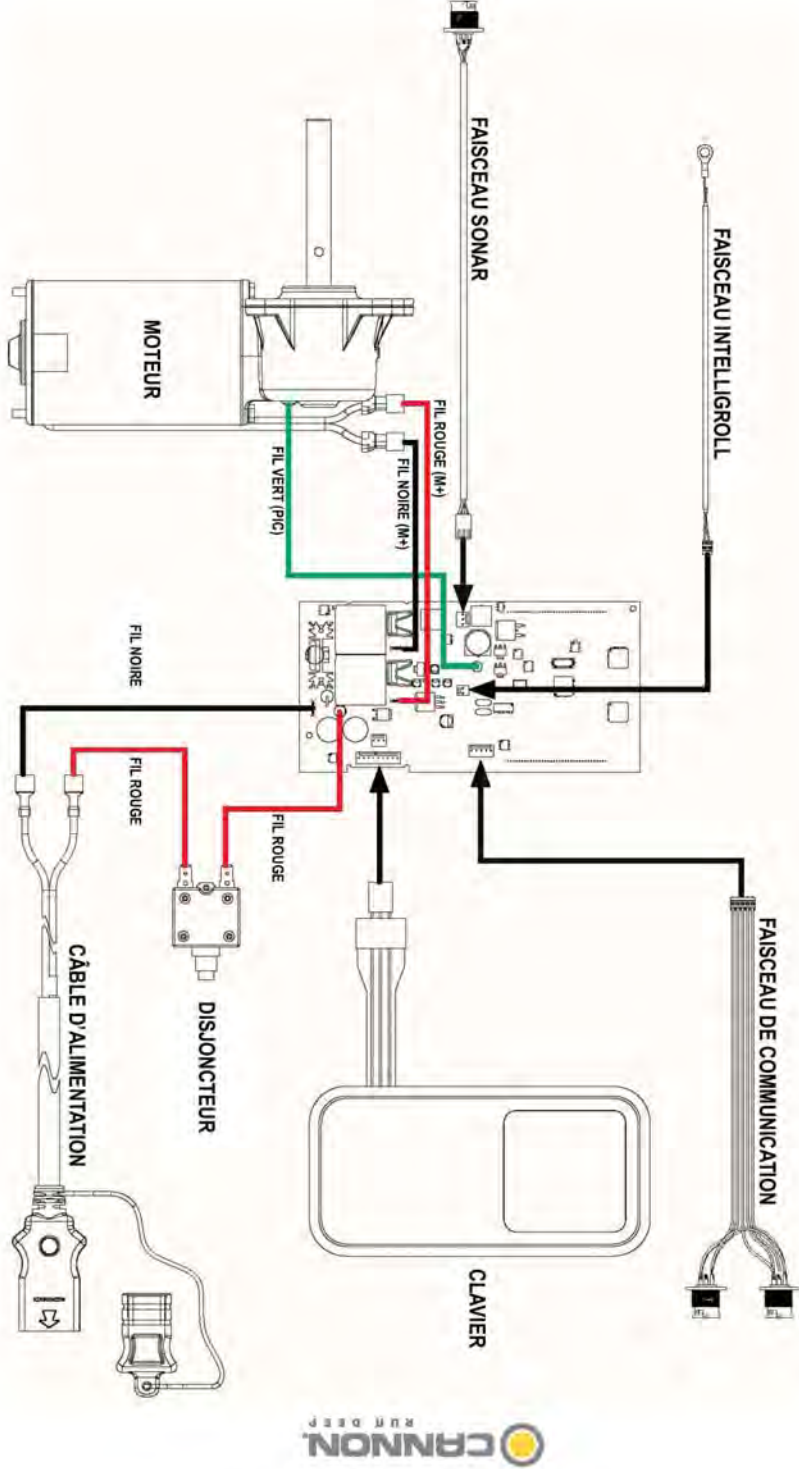 FAISCEAU INTELLIGROLL
FAISCEAU SONAR
MOTEUR
FIL ROUGE (M+)
FIL NOIRE (M+)
FIL VERT (PIC)
FIL NOIRE
FIL ROUGE
FIL ROUGE
CÂBLE D'ALIMENTATION
DISJONCTEUR
CLAVIER
FAISCEAU DE COMMUNICATION
CANNON
RUN DEEP